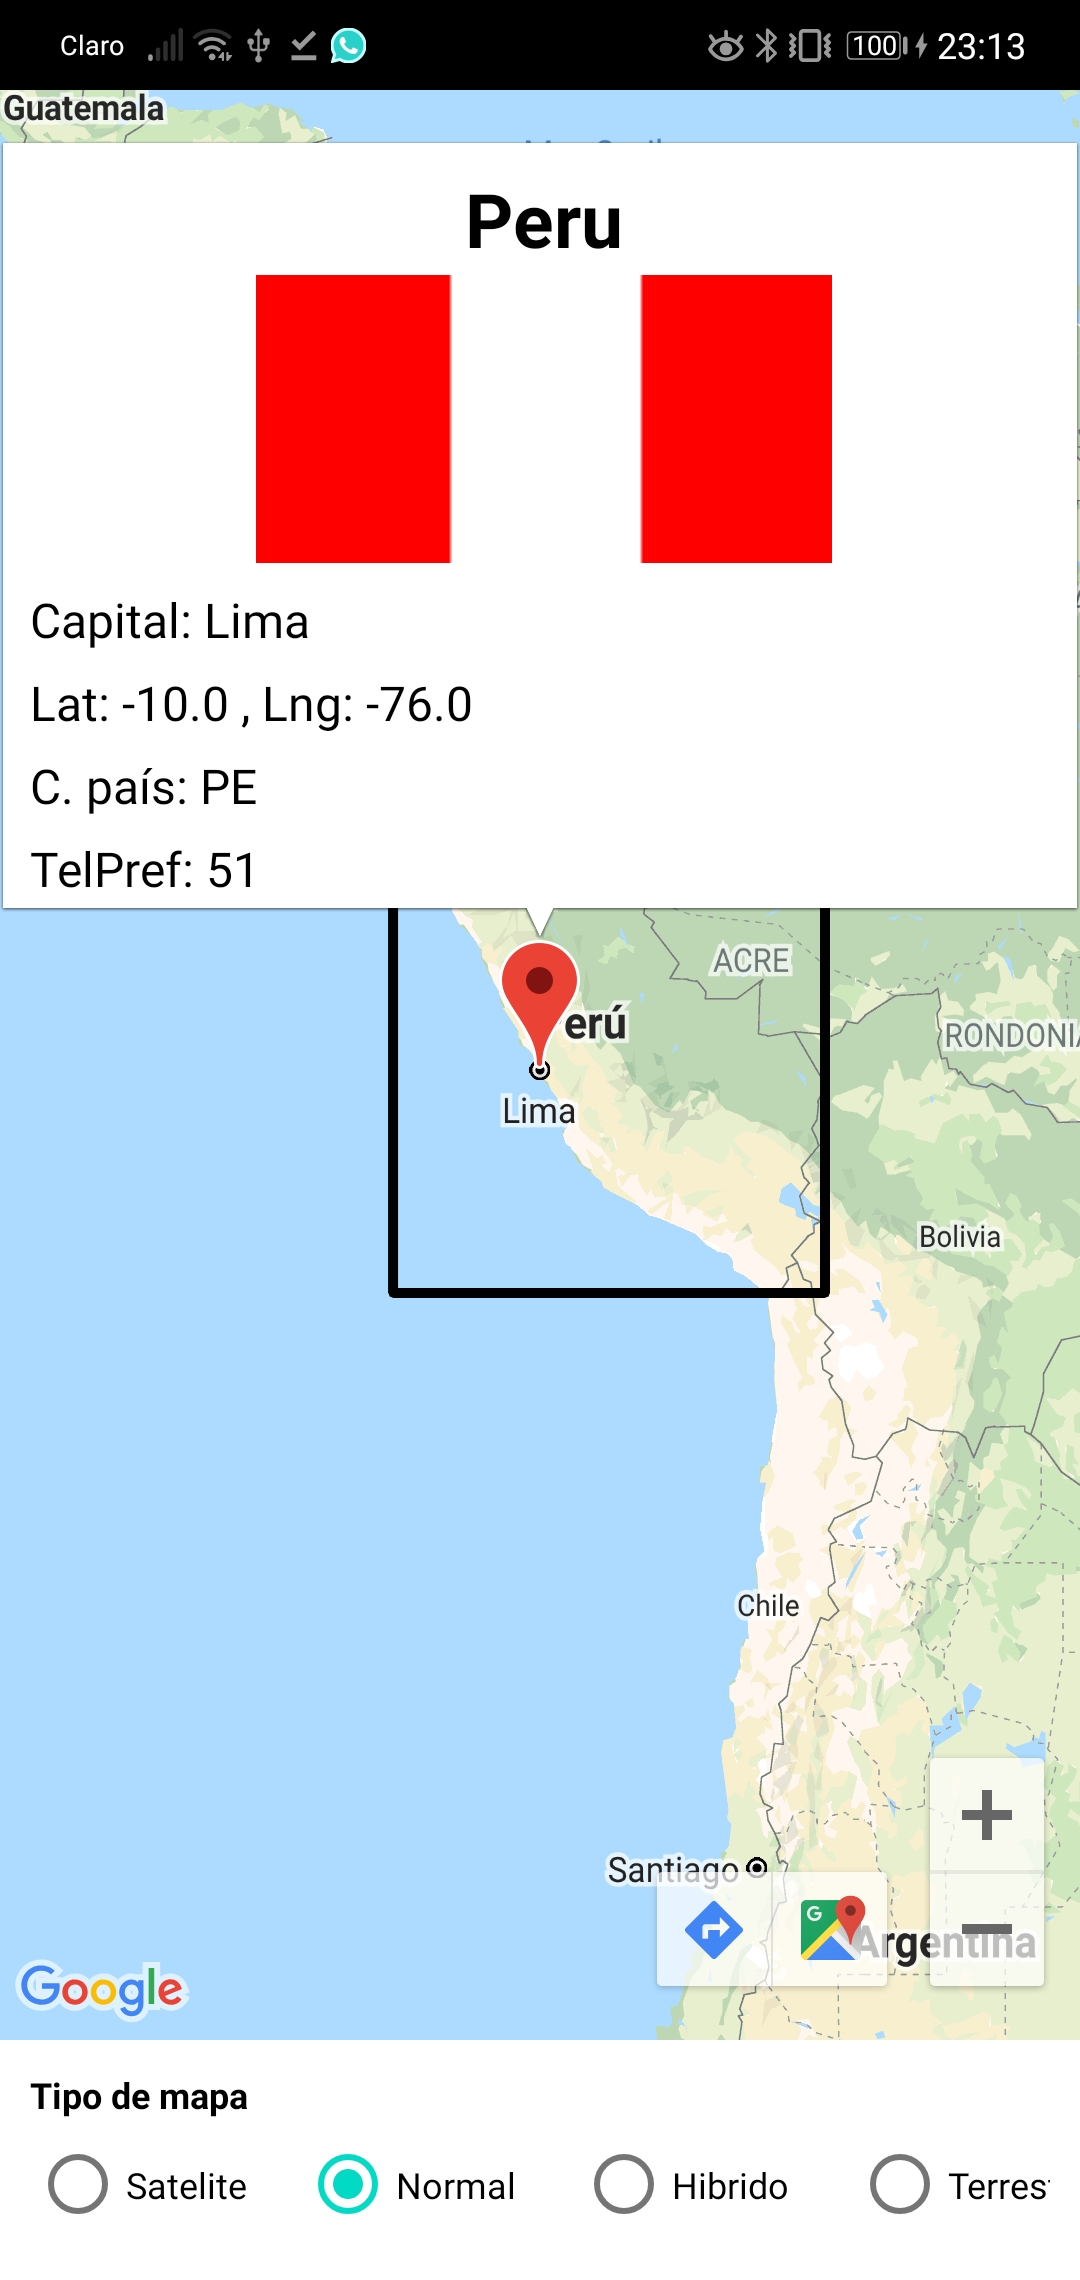 Claro 100 23:13
Guatemala
Peru
Capital: Lima
Lat: -10.0 , Lng: -76.0
C. país: PE
TelPref: 51
ACRE
erú
RONDONIA
Lima
Bolivia
Chile
Santiago
G
Argentina
Google
Tipo de mapa
Satelite Normal Hibrido Terres